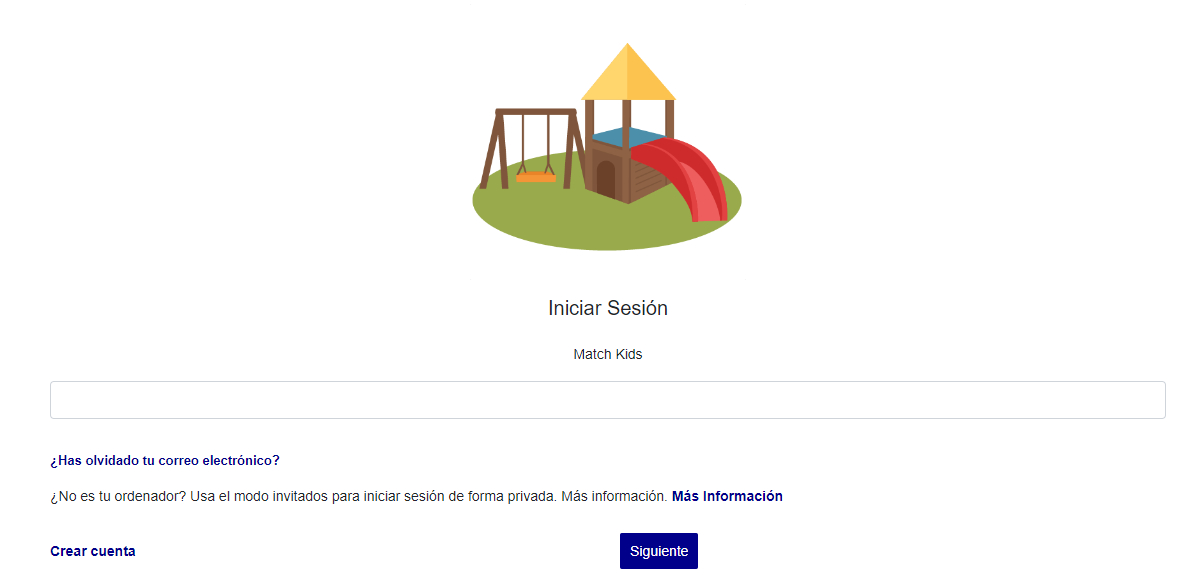 Iniciar Sesión
Match Kids
¿Has olvidado tu correo electrónico?
¿No es tu ordenador? Usa el modo invitados para iniciar sesión de forma privada. Más información. Más Información
Crear cuenta
Siguiente